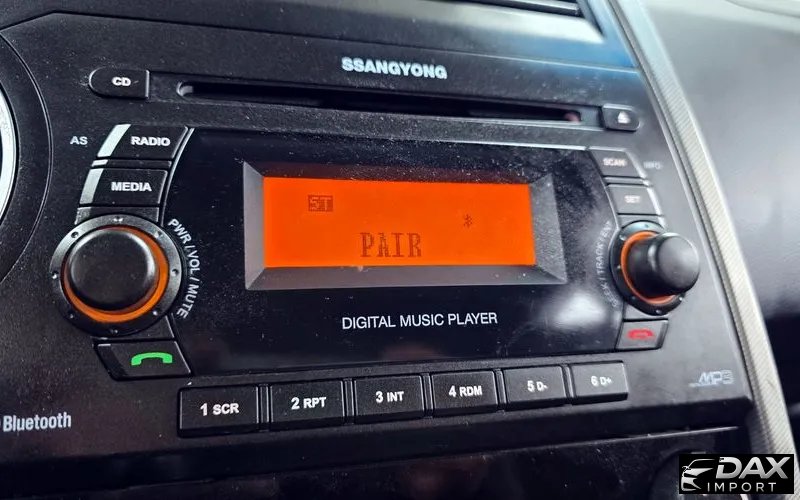 SSANGYONG
CD
AS
RADIO
SCAN
INFO
MEDIA
SET
ST
PAIR
PWR / VOL / MUTE
DIGITAL MUSIC PLAYER
1 SCR
2 RPT
3 INT
4 RDM
5 D-
6 D+
MP3
Bluetooth
DAX
IMPORT